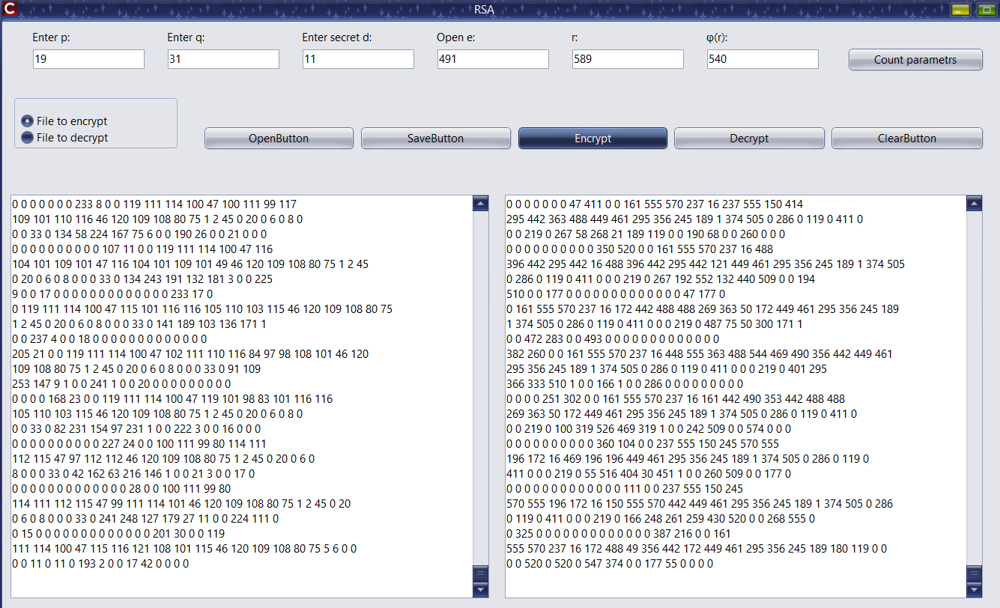 C
RSA
Enter p:
Enter q:
Enter secret d:
Open e:
r:
φ(r):
19
31
11
491
589
540
Count parametrs
File to encrypt
File to decrypt
OpenButton
SaveButton
Encrypt
Decrypt
ClearButton
0 0 0 0 0 0 0 233 8 0 0 119 111 114 100 47 100 111 99 117
109 101 110 116 46 120 109 108 80 75 1 2 45 0 20 0 6 0 8 0
0 0 33 0 134 58 224 167 75 6 0 0 190 26 0 0 21 0 0 0
0 0 0 0 0 0 0 0 0 0 107 11 0 0 119 111 114 100 47 116
104 101 109 101 47 116 104 101 109 101 49 46 120 109 108 80 75 1 2 45
0 20 0 6 0 8 0 0 0 33 0 134 243 191 132 181 3 0 0 225
9 0 0 17 0 0 0 0 0 0 0 0 0 0 0 0 0 233 17 0
0 119 111 114 100 47 115 101 116 116 105 110 103 115 46 120 109 108 80 75
1 2 45 0 20 0 6 0 8 0 0 0 33 0 141 189 103 136 171 1
0 0 237 4 0 0 18 0 0 0 0 0 0 0 0 0 0 0 0 0
205 21 0 0 119 111 114 100 47 102 111 110 116 84 97 98 108 101 46 120
109 108 80 75 1 2 45 0 20 0 6 0 8 0 0 0 33 0 91 109
253 147 9 1 0 0 241 1 0 0 20 0 0 0 0 0 0 0 0 0
0 0 0 0 168 23 0 0 119 111 114 100 47 119 101 98 83 101 116 116
105 110 103 115 46 120 109 108 80 75 1 2 45 0 20 0 6 0 8 0
0 0 33 0 82 231 154 97 231 1 0 0 222 3 0 0 16 0 0 0
0 0 0 0 0 0 0 0 0 0 227 24 0 0 100 111 99 80 114 111
112 115 47 97 112 112 46 120 109 108 80 75 1 2 45 0 20 0 6 0
8 0 0 0 33 0 42 162 63 216 146 1 0 0 21 3 0 0 17 0
0 0 0 0 0 0 0 0 0 0 0 0 0 28 0 0 100 111 99 80
114 111 112 115 47 99 111 114 101 46 120 109 108 80 75 1 2 45 0 20
0 6 0 8 0 0 0 33 0 241 248 127 179 27 11 0 0 224 111 0
0 15 0 0 0 0 0 0 0 0 0 0 0 0 0 201 30 0 0 119
111 114 100 47 115 116 121 108 101 115 46 120 109 108 80 75 5 6 0 0
0 0 11 0 11 0 193 2 0 0 17 42 0 0 0 0
0 0 0 0 0 0 0 47 411 0 0 161 555 570 237 16 237 555 150 414
295 442 363 488 449 461 295 356 245 189 1 374 505 0 286 0 119 0 411 0
0 0 219 0 267 58 268 21 189 119 0 0 190 68 0 0 260 0 0 0
0 0 0 0 0 0 0 0 0 0 350 520 0 0 161 555 570 237 16 488
396 442 295 442 16 488 396 442 295 442 121 449 461 295 356 245 189 1 374 505
0 286 0 119 0 411 0 0 0 219 0 267 192 552 132 440 509 0 0 194
510 0 0 177 0 0 0 0 0 0 0 0 0 0 0 0 0 47 177 0
0 161 555 570 237 16 172 442 488 488 269 363 50 172 449 461 295 356 245 189
1 374 505 0 286 0 119 0 411 0 0 0 219 0 487 75 50 300 171 1
0 0 472 283 0 0 493 0 0 0 0 0 0 0 0 0 0 0 0 0
382 260 0 0 161 555 570 237 16 448 555 363 488 544 469 490 356 442 449 461
295 356 245 189 1 374 505 0 286 0 119 0 411 0 0 0 219 0 401 295
366 333 510 1 0 0 166 1 0 0 286 0 0 0 0 0 0 0 0 0
0 0 0 0 251 302 0 0 161 555 570 237 16 161 442 490 353 442 488 488
269 363 50 172 449 461 295 356 245 189 1 374 505 0 286 0 119 0 411 0
0 0 219 0 100 319 526 469 319 1 0 0 242 509 0 0 574 0 0 0
0 0 0 0 0 0 0 0 0 0 360 104 0 0 237 555 150 245 570 555
196 172 16 469 196 196 449 461 295 356 245 189 1 374 505 0 286 0 119 0
411 0 0 0 219 0 55 516 404 30 451 1 0 0 260 509 0 0 177 0
0 0 0 0 0 0 0 0 0 0 0 0 0 111 0 0 237 555 150 245
570 555 196 172 16 150 555 570 442 449 461 295 356 245 189 1 374 505 0 286
0 119 0 411 0 0 0 219 0 166 248 261 259 430 520 0 0 268 555 0
0 325 0 0 0 0 0 0 0 0 0 0 0 0 0 387 216 0 0 161
555 570 237 16 172 488 49 356 442 172 449 461 295 356 245 189 180 119 0 0
0 0 520 0 520 0 547 374 0 0 177 55 0 0 0 0